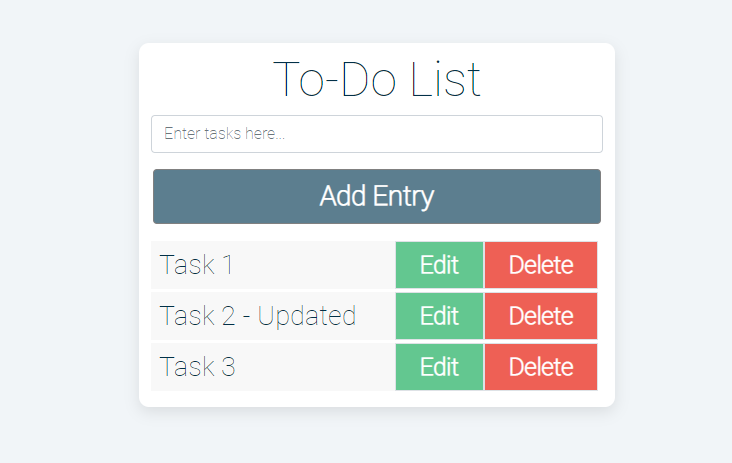 To-Do List
Enter tasks here...
Add Entry
Task 1 Edit Delete
Task 2 - Updated Edit Delete
Task 3 Edit Delete